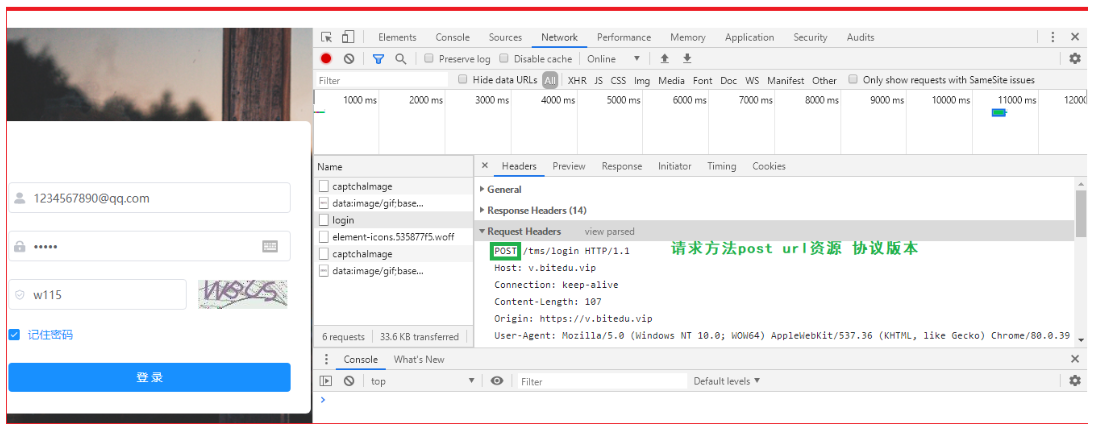 Elements Console Sources Network Performance Memory Application Security Audits
Preserve log Disable cache Online
Filter Hide data URLs All XHR JS CSS Img Media Font Doc WS Manifest Other Only show requests with SameSite issues
1000 ms 2000 ms 3000 ms 4000 ms 5000 ms 6000 ms 7000 ms 8000 ms 9000 ms 10000 ms 11000 ms 12000
Name
captchaImage
data:image/gif;base...
login
element-icons.535877f5.woff
captchaImage
data:image/gif;base...
6 requests 33.6 KB transferred
× Headers Preview Response Initiator Timing Cookies
General
Response Headers (14)
Request Headers view parsed
POST /tms/login HTTP/1.1
请求方法post url资源 协议版本
Host: v.bitedu.vip
Connection: keep-alive
Content-Length: 107
Origin: https://v.bitedu.vip
User-Agent: Mozilla/5.0 (Windows NT 10.0; WOW64) AppleWebKit/537.36 (KHTML, like Gecko) Chrome/80.0.39
Console What's New
top Filter Default levels
1234567890@qq.com
•••••
w115
记住密码
登录